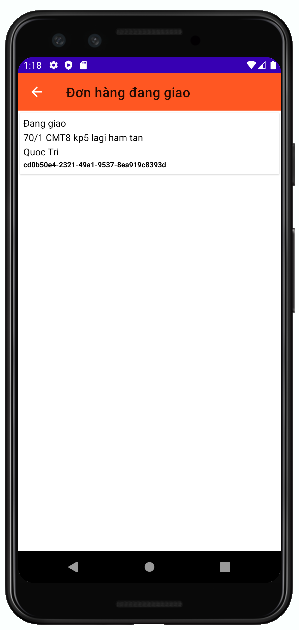 1:18
Đơn hàng đang giao
Đang giao
70/1 CMT8 kp5 lagi ham tan
Quoc Tri
cd0b50e4-2321-49a1-9537-8ea919c8393d